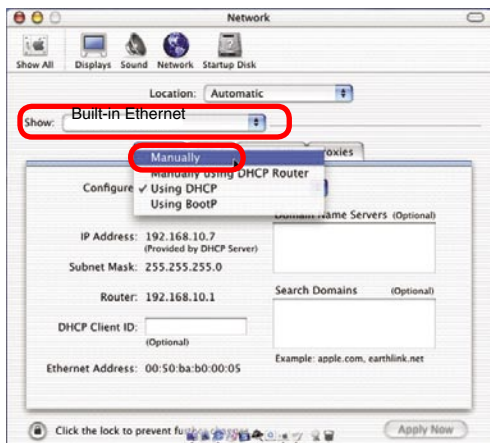 Network
Show All Displays Sound Network Startup Disk
Location: Automatic
Show: Built-in Ethernet
Manually
Manually using DHCP Router
Configure ✓ Using DHCP
Using BootP
Domain Name Servers (Optional)
IP Address: 192.168.10.7
(Provided by DHCP Server)
Subnet Mask: 255.255.255.0
Router: 192.168.10.1
Search Domains (Optional)
DHCP Client ID:
(Optional)
Example: apple.com, earthlink.net
Ethernet Address: 00:50:ba:b0:00:05
Click the lock to prevent
Apply Now